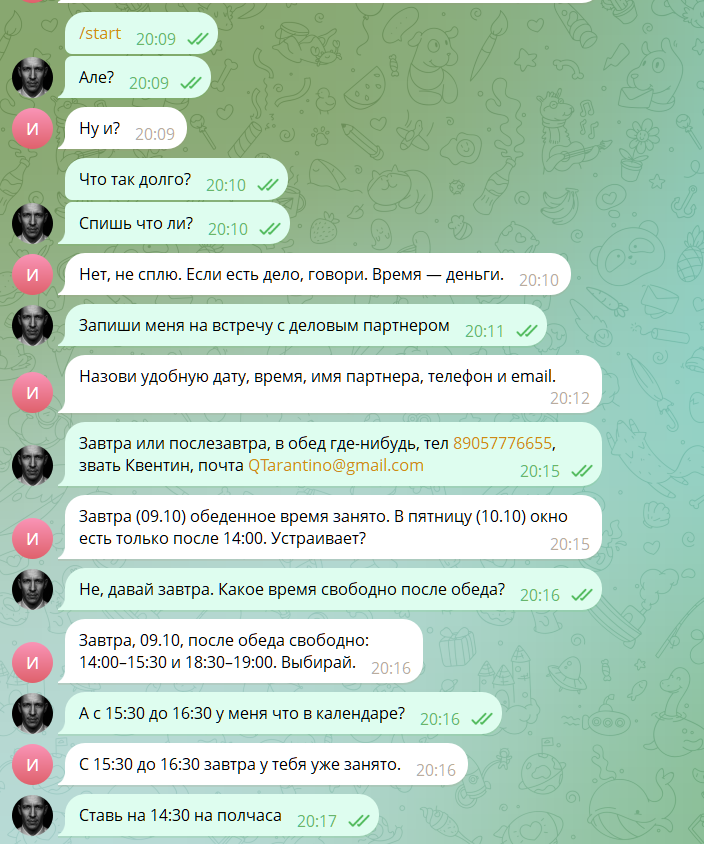 /start 20:09
Але? 20:09
И
Ну и? 20:09
Что так долго? 20:10
Спишь что ли? 20:10
И
Нет, не сплю. Если есть дело, говори. Время — деньги. 20:10
Запиши меня на встречу с деловым партнером 20:11
И
Назови удобную дату, время, имя партнера, телефон и email.
20:12
Завтра или послезавтра, в обед где-нибудь, тел 89057776655,
звать Квентин, почта QTarantino@gmail.com 20:15
И
Завтра (09.10) обеденное время занято. В пятницу (10.10) окно
есть только после 14:00. Устраивает? 20:15
Не, давай завтра. Какое время свободно после обеда? 20:16
И
Завтра, 09.10, после обеда свободно:
14:00–15:30 и 18:30–19:00. Выбирай. 20:16
А с 15:30 до 16:30 у меня что в календаре? 20:16
И
С 15:30 до 16:30 завтра у тебя уже занято. 20:16
Ставь на 14:30 на полчаса 20:17